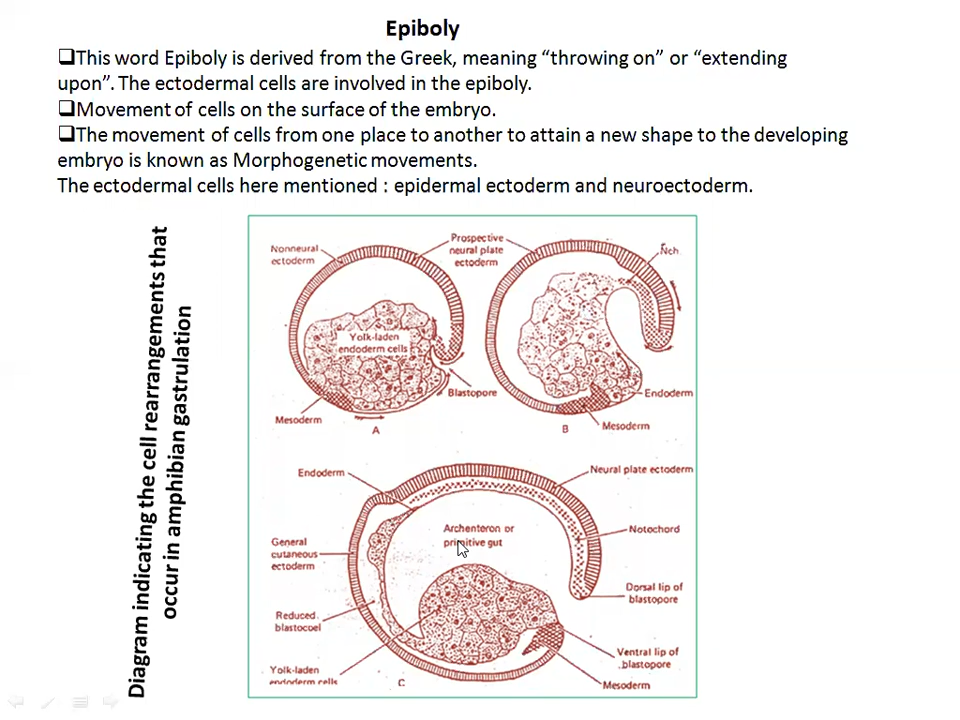 Epiboly
❑This word Epiboly is derived from the Greek, meaning “throwing on” or “extending
upon”. The ectodermal cells are involved in the epiboly.
❑Movement of cells on the surface of the embryo.
❑The movement of cells from one place to another to attain a new shape to the developing
embryo is known as Morphogenetic movements.
The ectodermal cells here mentioned : epidermal ectoderm and neuroectoderm.
Diagram indicating the cell rearrangements that
occur in amphibian gastrulation
Nonneural
ectoderm
Prospective
neural plate
ectoderm
Nch.
Yolk-laden
endoderm cells
Blastopore
Mesoderm
A
Endoderm
Mesoderm
B
Endoderm
Neural plate ectoderm
Archenteron or
primitive gut
Notochord
General
cutaneous
ectoderm
Dorsal lip of
blastopore
Reduced
blastocoel
Ventral lip of
blastopore
Yolk-laden
endoderm cells
C
Mesoderm